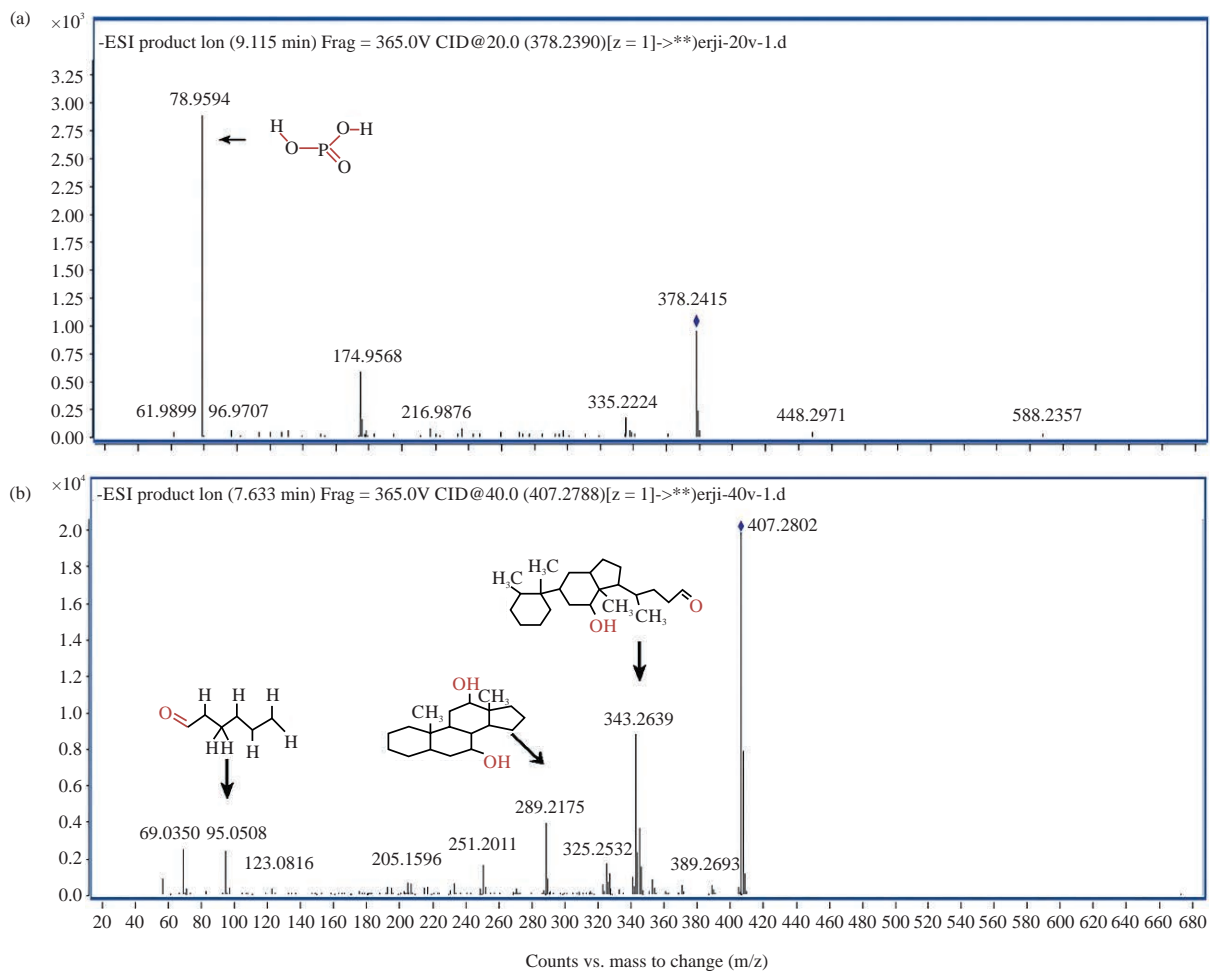 (a)
×10³
-ESI product lon (9.115 min) Frag = 365.0V CID@20.0 (378.2390)[z = 1]->**)erji-20v-1.d
3.25
3.00
2.75
2.50
2.25
2.00
1.75
1.50
1.25
1.00
0.75
0.50
0.25
0.00
78.9594
H
O
P
O
H
O
378.2415
174.9568
61.9899
96.9707
216.9876
335.2224
448.2971
588.2357
(b)
×10⁴
-ESI product lon (7.633 min) Frag = 365.0V CID@40.0 (407.2788)[z = 1]->**)erji-40v-1.d
2.0
1.8
1.6
1.4
1.2
1.0
0.8
0.6
0.4
0.2
0.0
407.2802
H₃C
H₃C
CH₃
CH₃
O
OH
OH
CH₃
CH₃
OH
O
H
H
H
H
H
H
H
343.2639
289.2175
69.0350
95.0508
123.0816
205.1596
251.2011
325.2532
389.2693
20 40 60 80 100 120 140 160 180 200 220 240 260 280 300 320 340 360 380 400 420 440 460 480 500 520 540 560 580 600 620 640 660 680
Counts vs. mass to change (m/z)